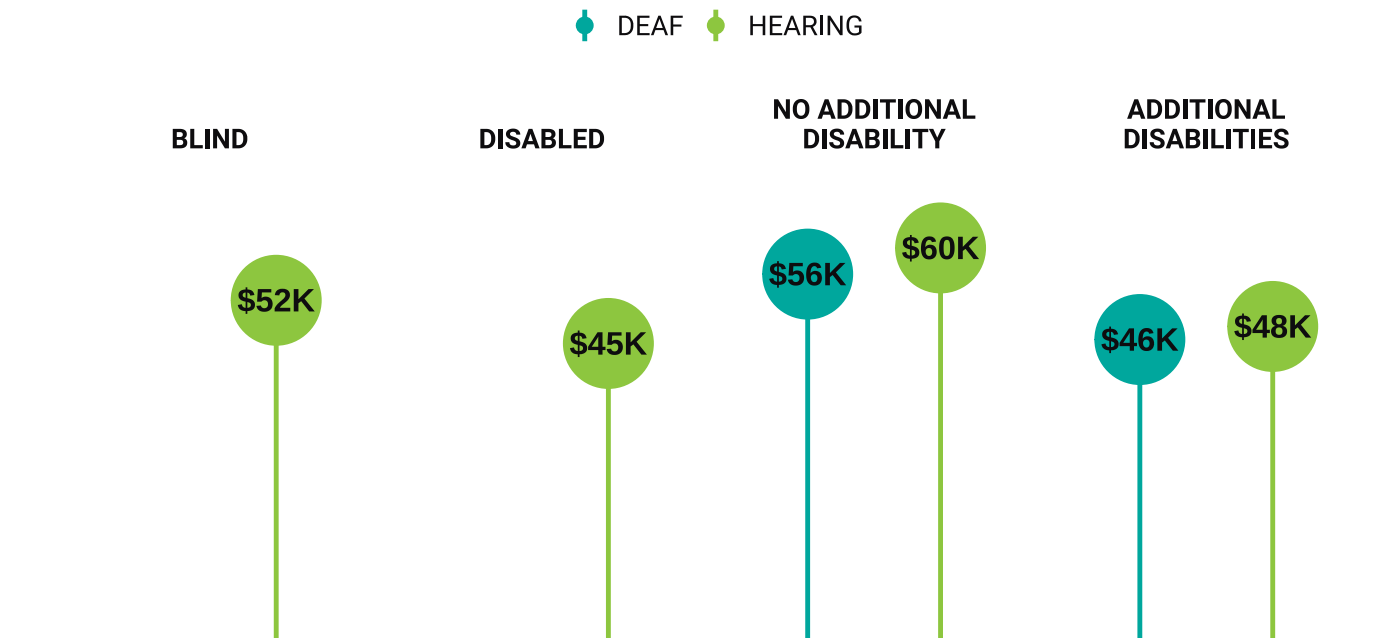 DEAF HEARING
BLIND
DISABLED
NO ADDITIONAL
DISABILITY
ADDITIONAL
DISABILITIES
$52K
$45K
$56K
$60K
$46K
$48K